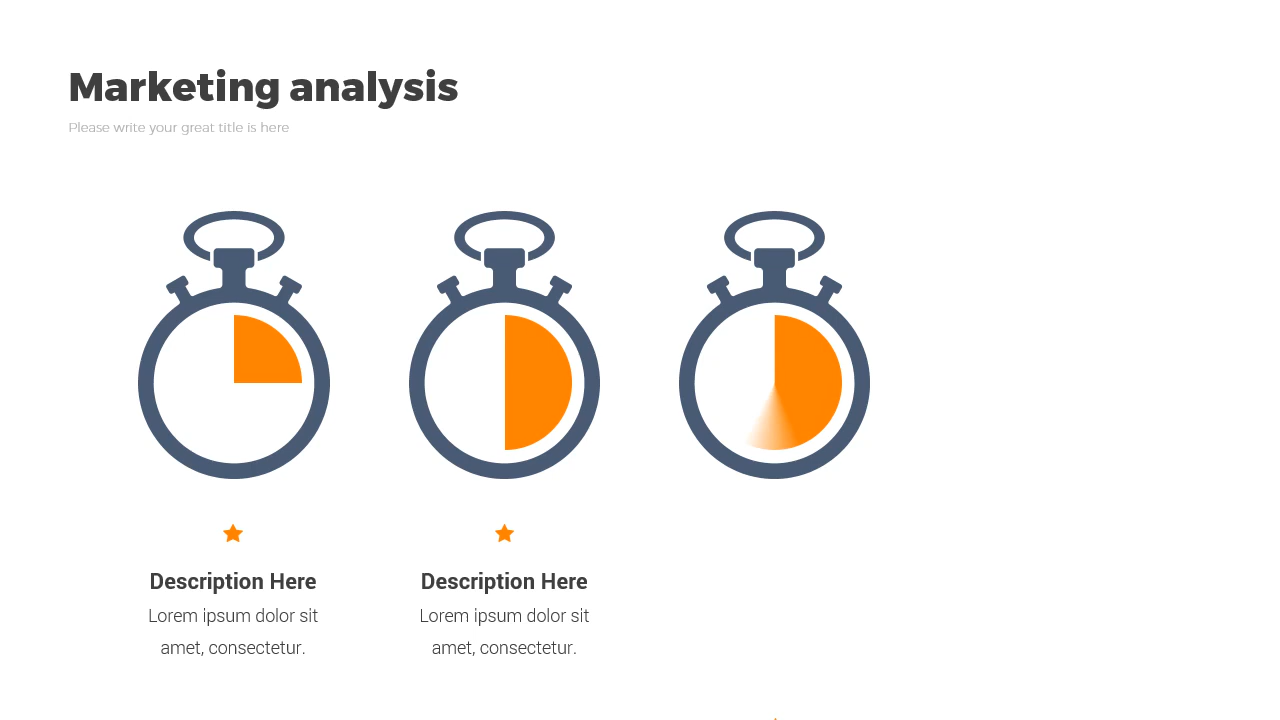 Marketing analysis
Please write your great title is here
Description Here
Lorem ipsum dolor sit
amet, consectetur.
Description Here
Lorem ipsum dolor sit
amet, consectetur.